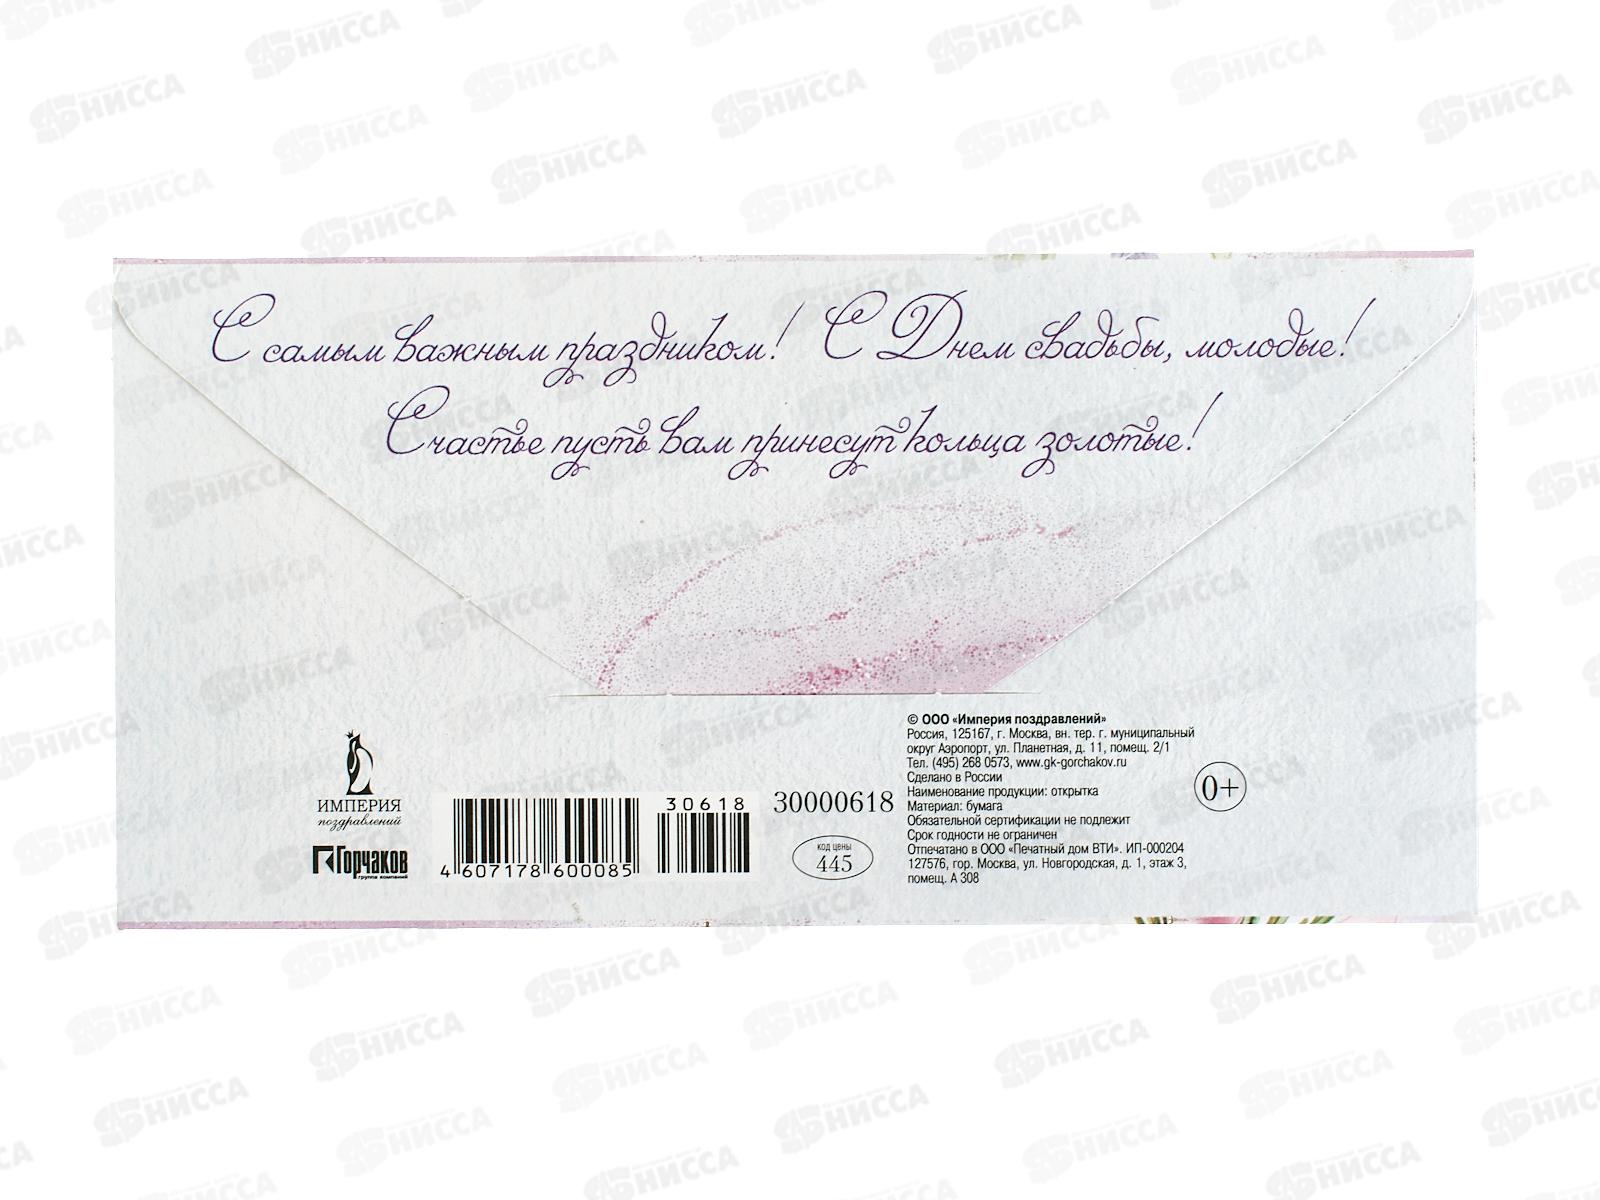 С самым важным праздником! С Днем свадьбы, молодые!
Счастье пусть вам принесут кольца золотые!
ИМПЕРИЯ
поздравлений
Горчаков
группа компаний
4 607178 600085
30618
30000618
код цены
445
© ООО «Империя поздравлений»
Россия, 125167, г. Москва, вн. тер. г. муниципальный
округ Аэропорт, ул. Планетная, д. 11, помещ. 2/1
Тел. (495) 268 0573, www.gk-gorchakov.ru
Сделано в России
Наименование продукции: открытка
Материал: бумага
Обязательной сертификации не подлежит
Срок годности не ограничен
Отпечатано в ООО «Печатный дом ВТИ». ИП-000204
127576, гор. Москва, ул. Новгородская, д. 1, этаж 3,
помещ. А 308
0+
НИССА